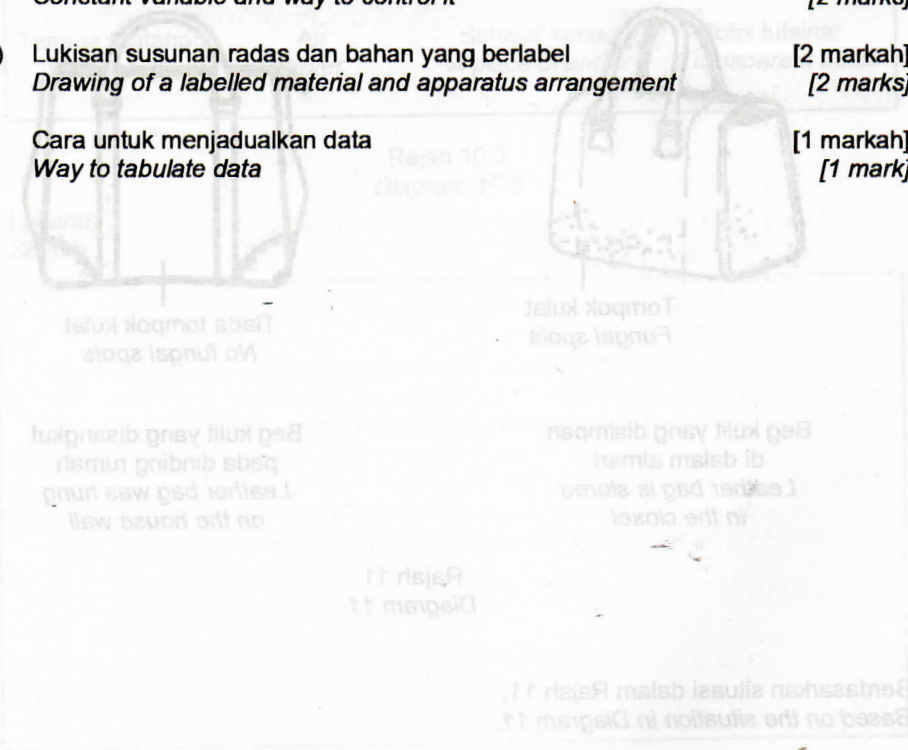 Constant variable and way to control it [2 marks]
) Lukisan susunan radas dan bahan yang berlabel [2 markah]
Drawing of a labelled material and apparatus arrangement [2 marks]
Cara untuk menjadualkan data [1 markah]
Way to tabulate data [1 mark]
Rajah 10.3
Diagram 10.3
Tiada tompok kulat
No fungal spots
Tompok kulat
Fungal spots
Beg kulit yang disangkut
pada dinding rumah
Leather bag was hung
on the house wall
Beg kulit yang disimpan
di dalam almari
Leather bag is stored
in the closet
Rajah 11
Diagram 11
Berdasarkan situasi dalam Rajah 11,
Based on the situation in Diagram 11,